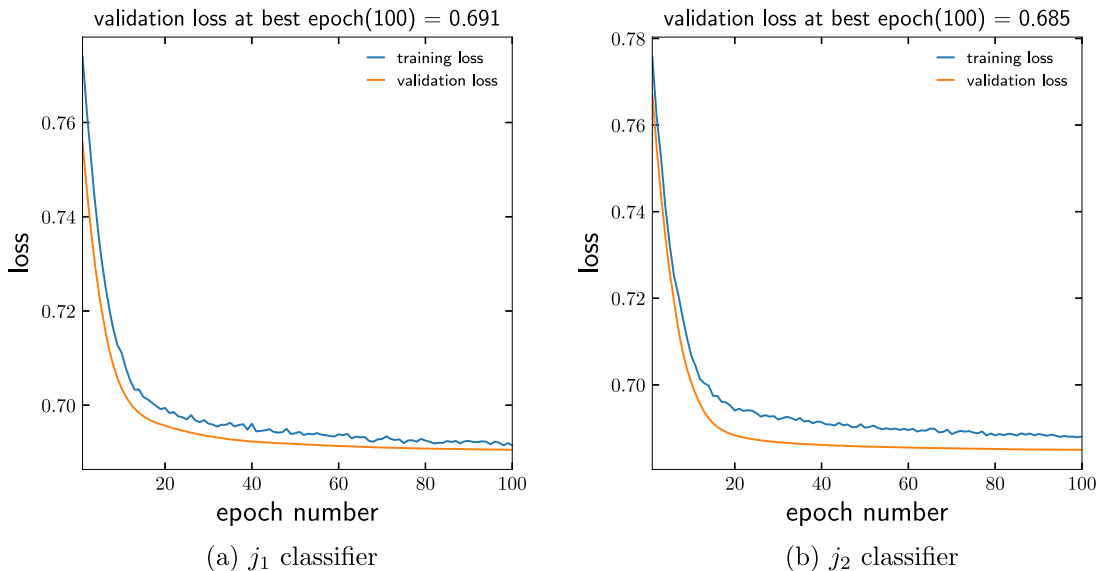 validation loss at best epoch(100) = 0.691
training loss
validation loss
0.76
0.74
0.72
0.70
loss
20 40 60 80 100
epoch number
(a) j₁ classifier
validation loss at best epoch(100) = 0.685
training loss
validation loss
0.78
0.76
0.74
0.72
0.70
loss
20 40 60 80 100
epoch number
(b) j₂ classifier